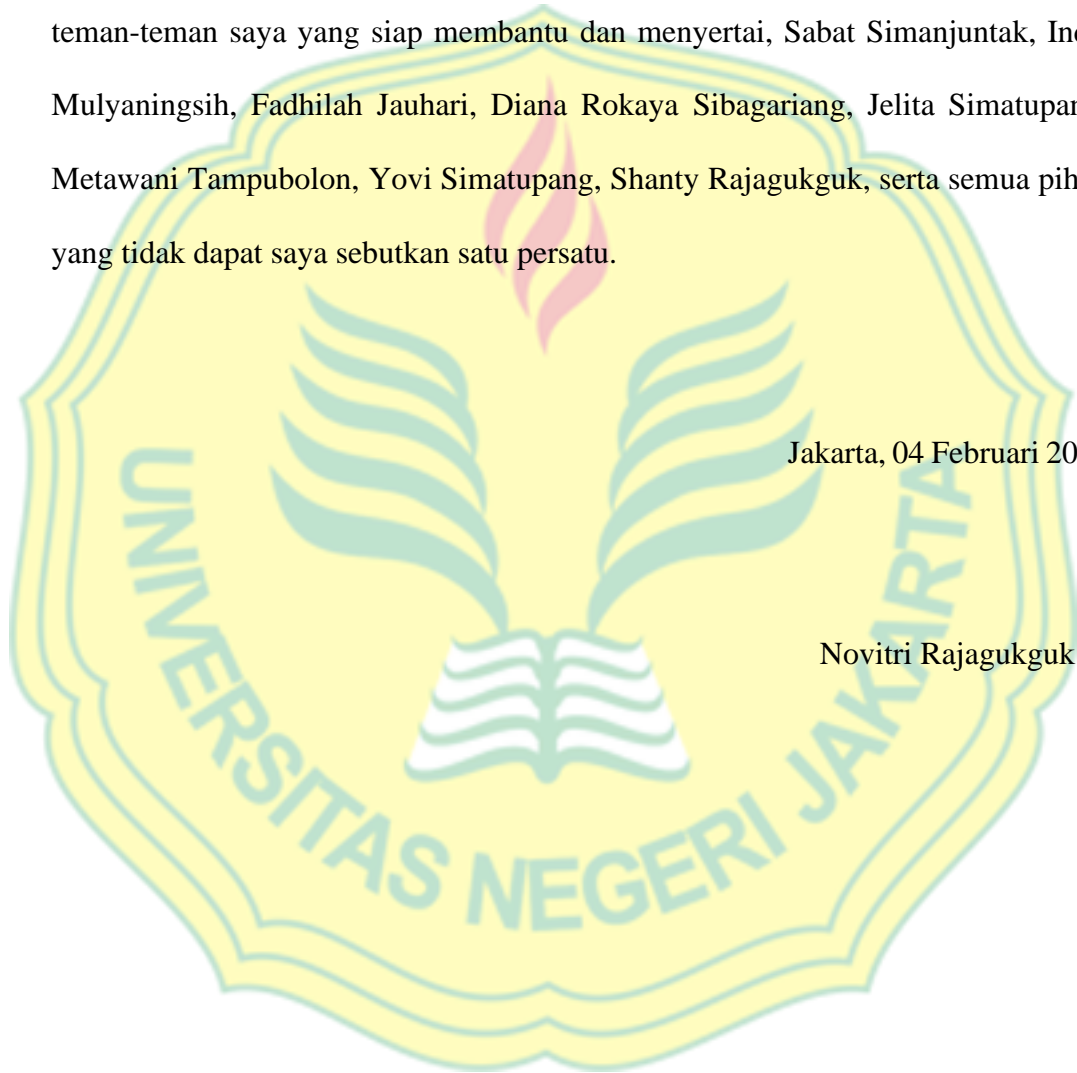 teman-teman saya yang siap membantu dan menyertai, Sabat Simanjuntak,
Mulyaningsih, Fadhilah Jauhari, Diana Rokaya Sibagariang, Jelita
Metawani Tampubolon, Yovi Simatupang, Shanty Rajagukguk, serta semua
yang tidak dapat saya sebutkan satu persatu.
Jakarta, 04 Februari
Novitri Rajagukguk
UNIVERSITAS NEGERI JAKARTA